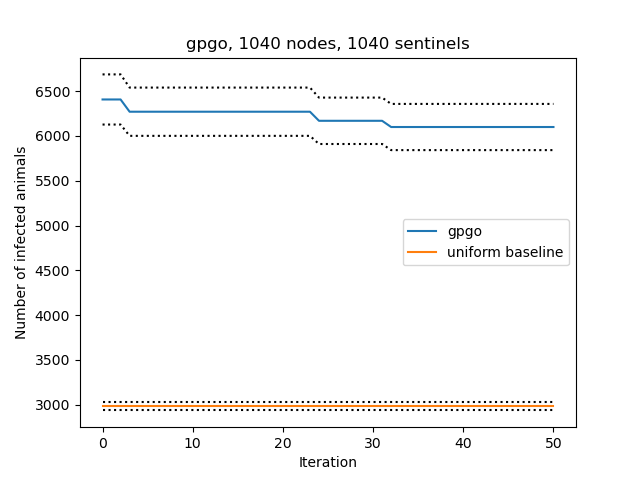 gpgo, 1040 nodes, 1040 sentinels
Number of infected animals
6500
6000
5500
5000
4500
4000
3500
3000
gpgo
uniform baseline
0
10
20
30
40
50
Iteration